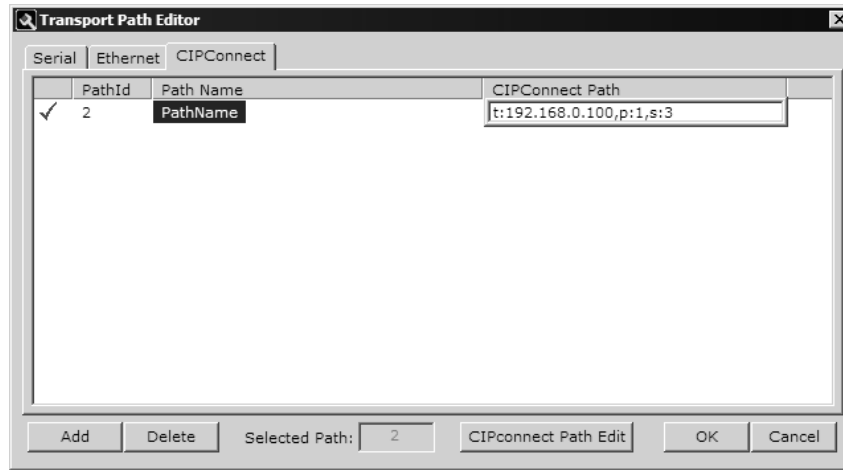 Transport Path Editor
Serial Ethernet CIPConnect
PathId Path Name CIPConnect Path
2 PathName t:192.168.0.100,p:1,s:3
Add Delete Selected Path: 2 CIPconnect Path Edit OK Cancel